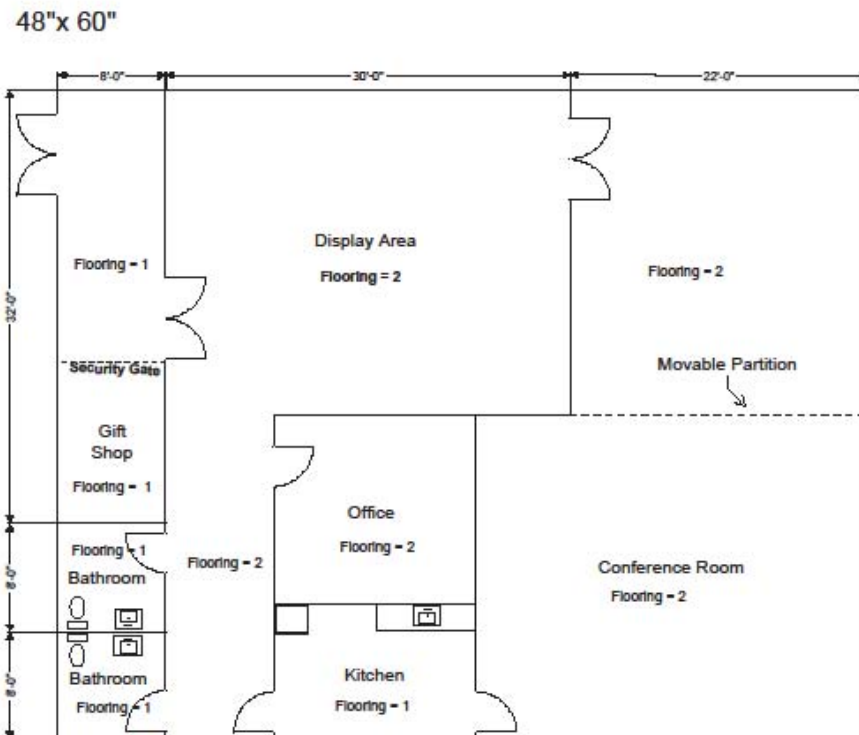 48"x 60"
8'-0"
30'-0"
22'-0"
Display Area
Flooring = 2
Flooring = 1
Flooring = 2
32'-0"
Movable Partition
Security Gate
Gift
Shop
Flooring = 1
Office
Flooring = 2
Flooring = 1
Flooring = 2
Bathroom
Conference Room
Flooring = 2
8'-0"
Kitchen
Bathroom
Flooring = 1
Flooring = 1
8'-0"